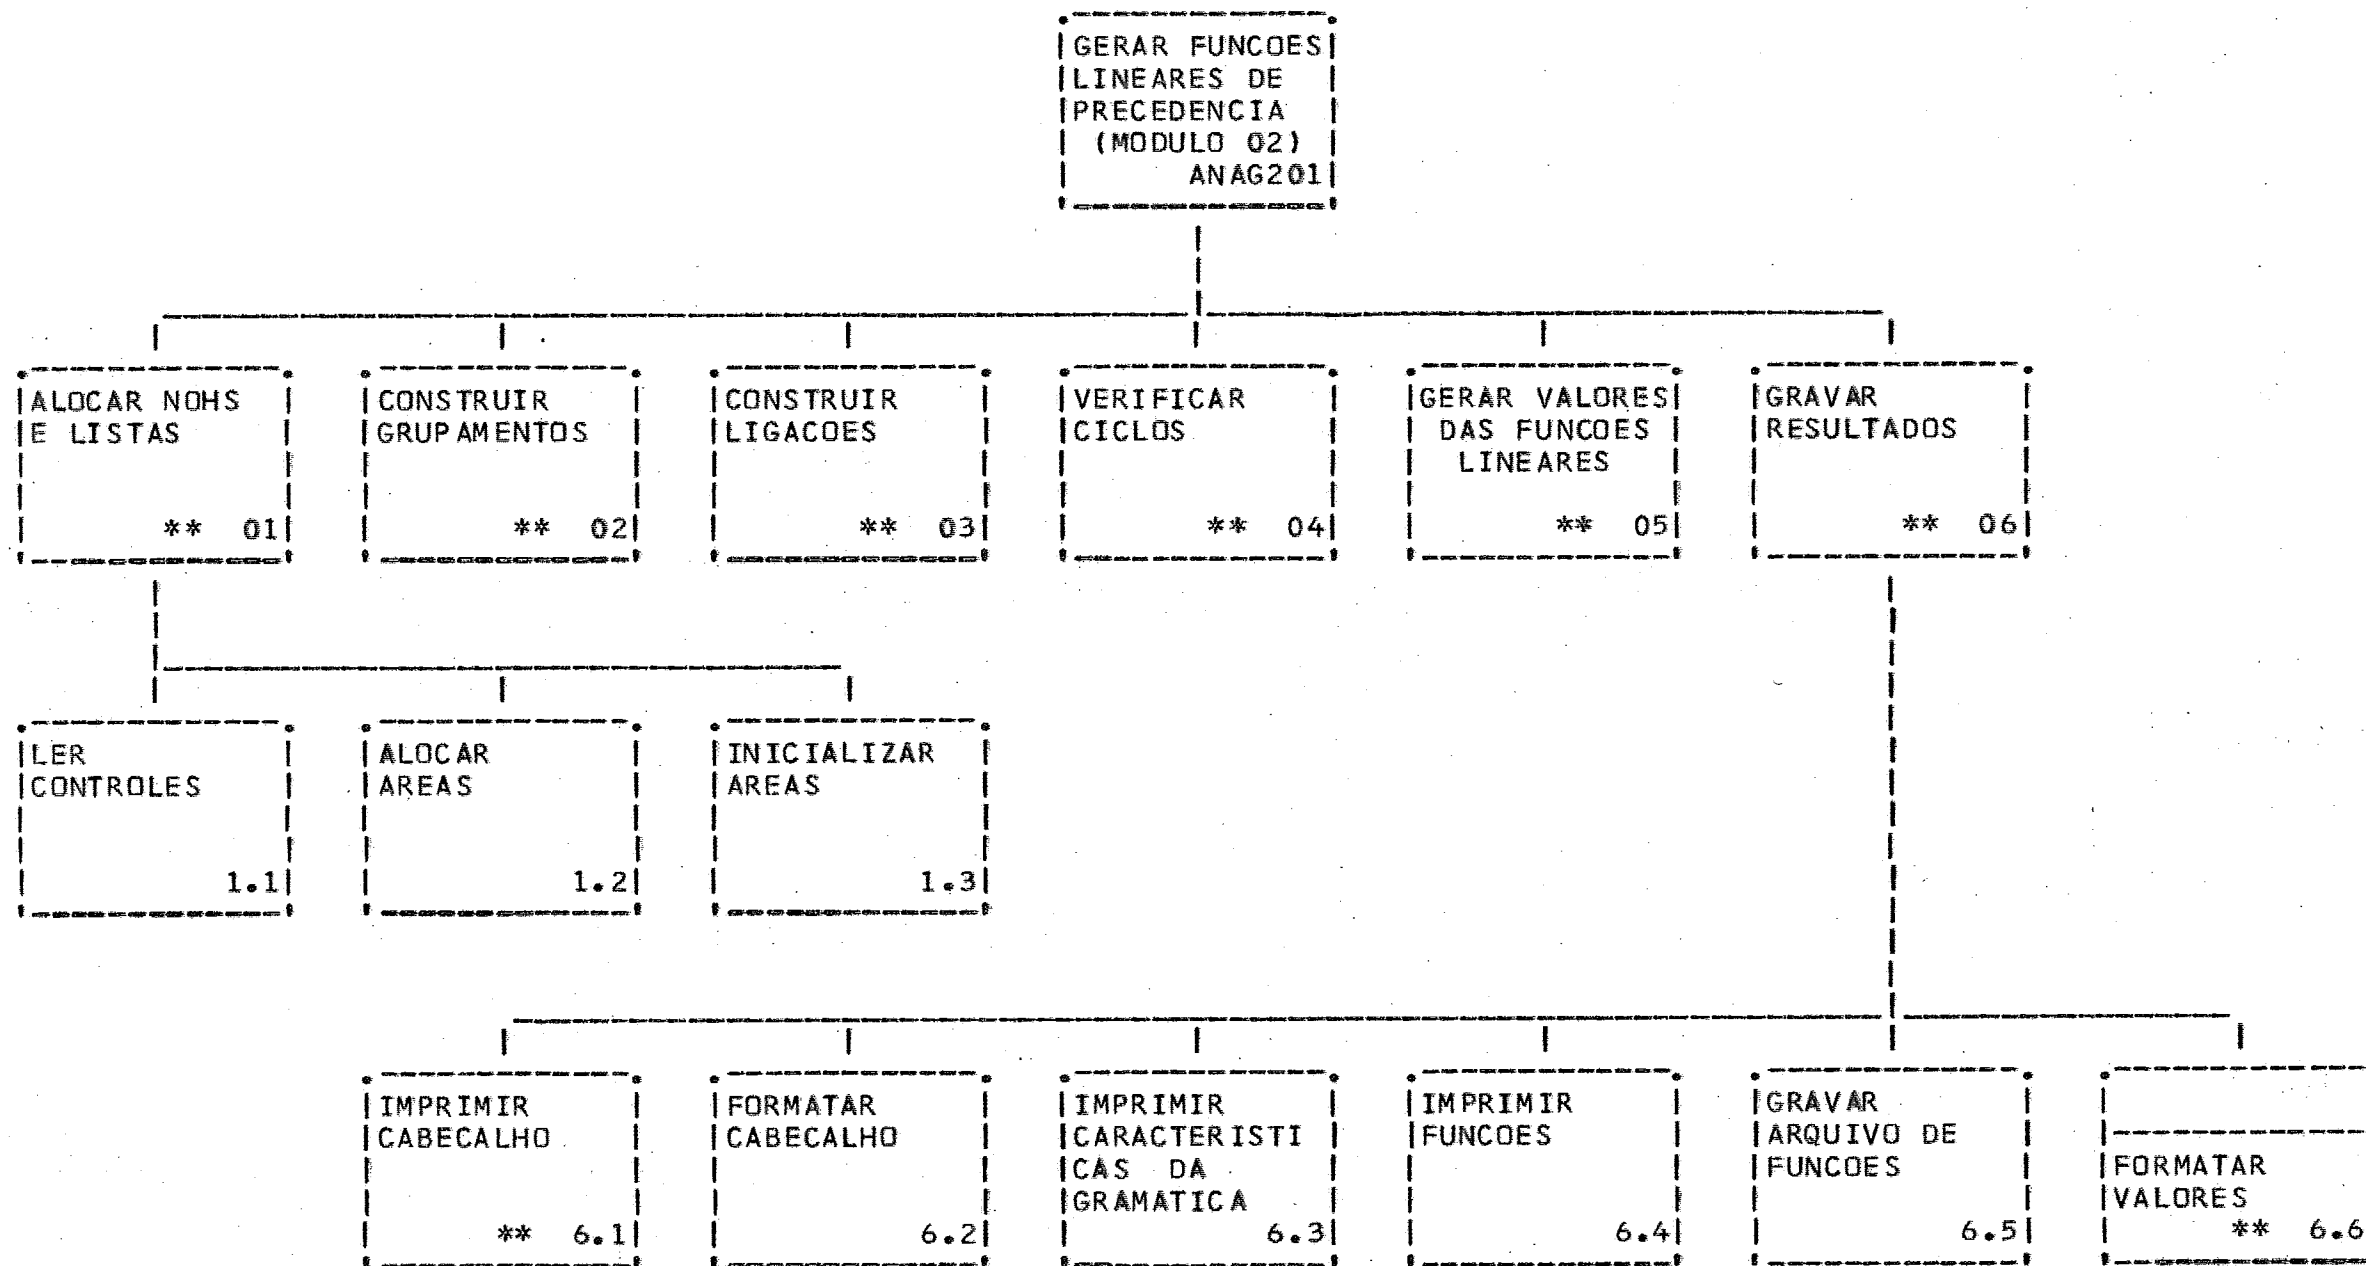 GERAR FUNCOES
LINEARES DE
PRECEDENCIA
(MODULO 02)
ANAG201
ALOCAR NOHS
E LISTAS
** 01
CONSTRUIR
GRUPAMENTOS
** 02
CONSTRUIR
LIGACOES
** 03
VERIFICAR
CICLOS
** 04
GERAR VALORES
DAS FUNCOES
LINEARES
** 05
GRAVAR
RESULTADOS
** 06
LER
CONTROLES
1.1
ALOCAR
AREAS
1.2
INICIALIZAR
AREAS
1.3
IMPRIMIR
CABECALHO
** 6.1
FORMATAR
CABECALHO
6.2
IMPRIMIR
CARACTERISTI
CAS DA
GRAMATICA
6.3
IMPRIMIR
FUNCOES
6.4
GRAVAR
ARQUIVO DE
FUNCOES
6.5
FORMATAR
VALORES
** 6.6